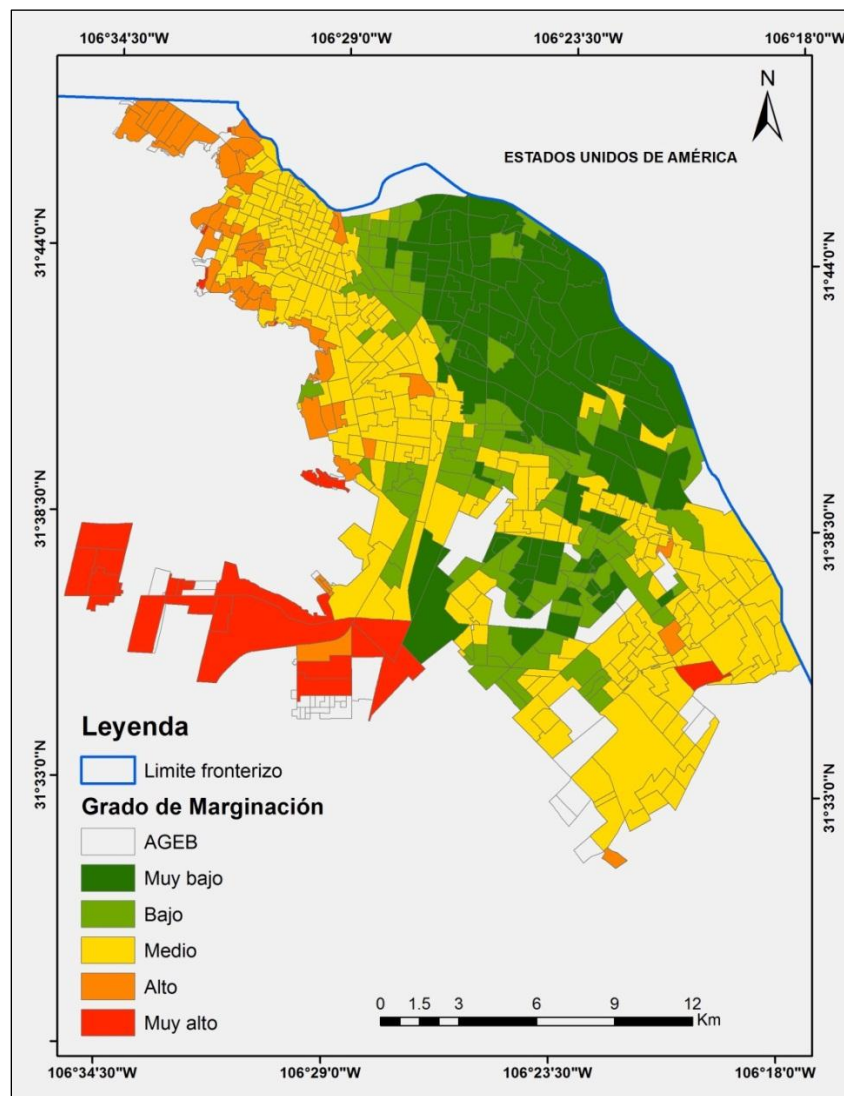 106°34'30"W 106°29'0"W 106°23'30"W 106°18'0"W
N
ESTADOS UNIDOS DE AMÉRICA
31°44'0"N
31°44'0"N
31°38'30"N
31°38'30"N
31°33'0"N
31°33'0"N
Leyenda
Limite fronterizo
Grado de Marginación
AGEB
Muy bajo
Bajo
Medio
Alto
Muy alto
0 1.5 3 6 9 12
Km
106°34'30"W 106°29'0"W 106°23'30"W 106°18'0"W